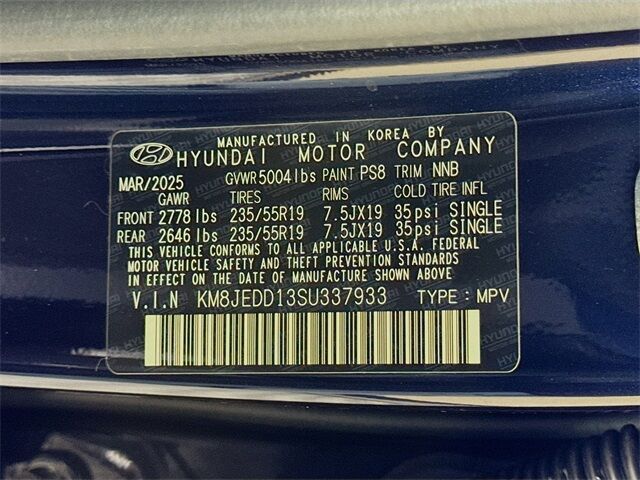 MANUFACTURED IN KOREA BY
HYUNDAI MOTOR COMPANY
MAR/2025 GVWR 5004lbs PAINT PS8 TRIM NNB
GAWR TIRES RIMS COLD TIRE INFL
FRONT 2778 lbs 235/55R19 7.5JX19 35psi SINGLE
REAR 2646 lbs 235/55R19 7.5JX19 35psi SINGLE
THIS VEHICLE CONFORMS TO ALL APPLICABLE U.S.A. FEDERAL
MOTOR VEHICLE SAFETY AND THEFT PREVENTION STANDARDS
IN EFFECT ON THE DATE OF MANUFACTURE SHOWN ABOVE.
V.I.N KM8JEDD13SU337933 TYPE: MPV